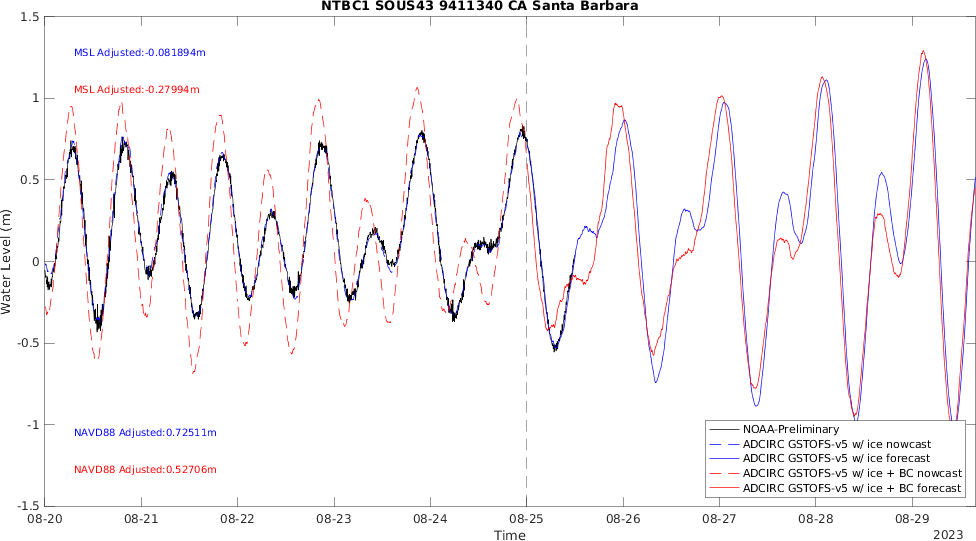 NTBC1 SOUS43 9411340 CA Santa Barbara
1.5
MSL Adjusted:-0.081894m
MSL Adjusted:-0.27994m
1
0.5
0
-0.5
-1
-1.5
Water Level (m)
NAVD88 Adjusted:0.72511m
NAVD88 Adjusted:0.52706m
NOAA-Preliminary
ADCIRC GSTOFS-v5 w/ ice nowcast
ADCIRC GSTOFS-v5 w/ ice forecast
ADCIRC GSTOFS-v5 w/ ice + BC nowcast
ADCIRC GSTOFS-v5 w/ ice + BC forecast
08-20 08-21 08-22 08-23 08-24 08-25 08-26 08-27 08-28 08-29
Time
2023